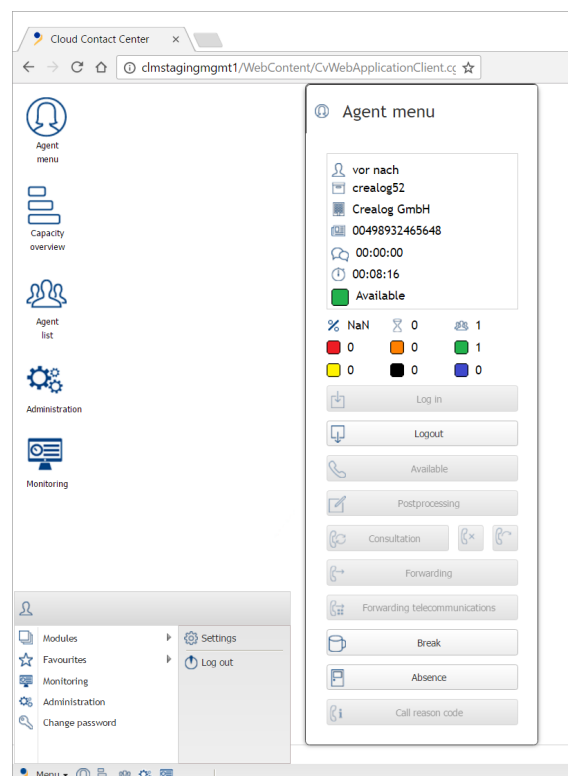 Cloud Contact Center
clmstagingmgmt1/WebContent/CvWebApplicationClient.cg
Agent
menu
Capacity
overview
Agent
list
Administration
Monitoring
Agent menu
vor nach
crealog52
Crealog GmbH
00498932465648
00:00:00
00:08:16
Available
% NaN 0 1
0 0 1
0 0 0
Log in
Logout
Available
Postprocessing
Consultation
Forwarding
Forwarding telecommunications
Break
Absence
Call reason code
Modules
Favourites
Monitoring
Administration
Change password
Settings
Log out
Menu